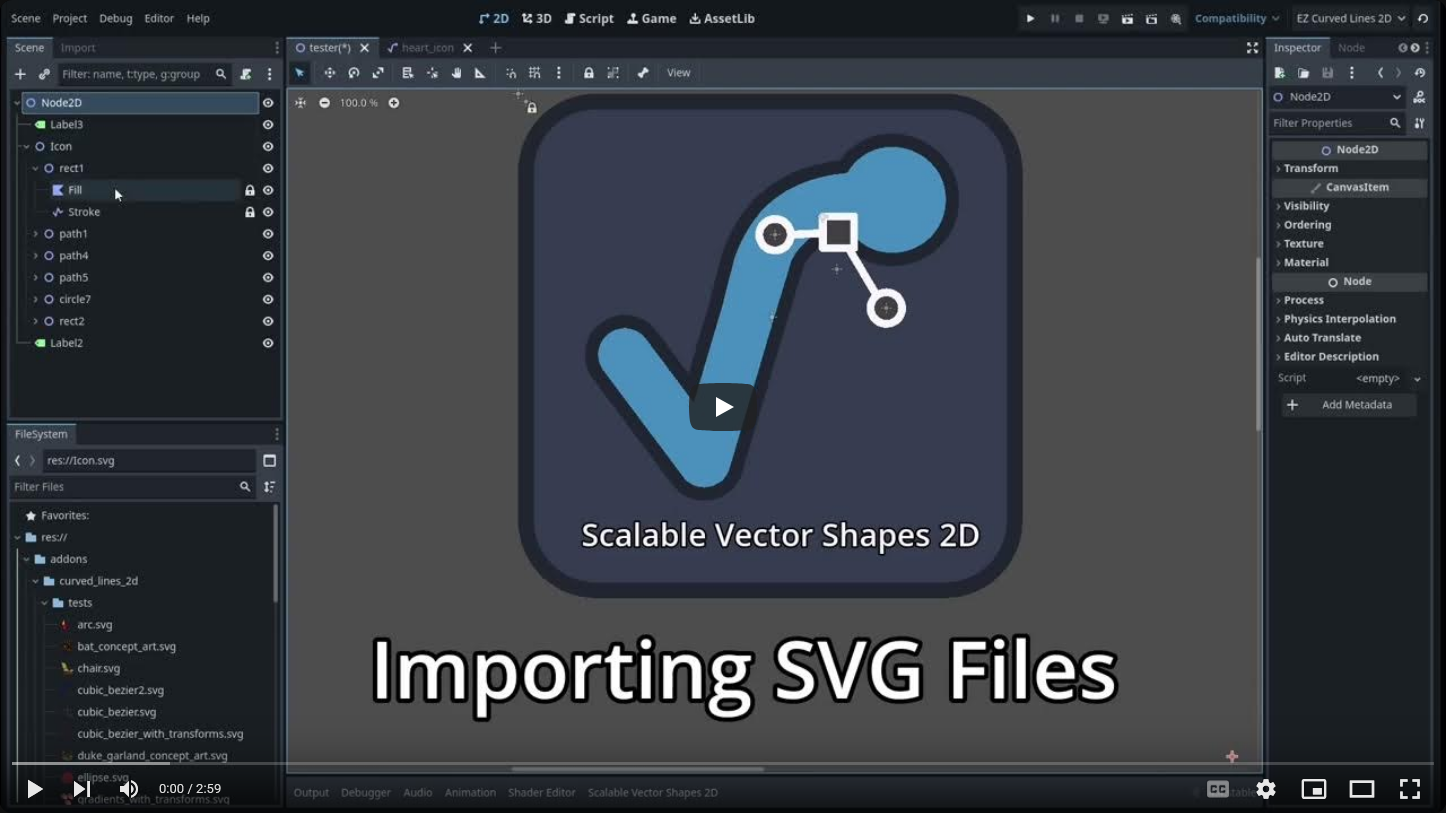 Scene Project Debug Editor Help 2D 3D Script Game AssetLib Compatibility EZ Curved Lines 2D
Scene Import tester(*) heart_icon Inspector Node
Filter: name, t:type, g:group View
100.0 %
Node2D
Label3
Icon
rect1
Fill
Stroke
path1
path4
path5
circle7
rect2
Label2
FileSystem
res://Icon.svg
Filter Files
Favorites:
res://
addons
curved_lines_2d
tests
arc.svg
bat_concept_art.svg
chair.svg
cubic_bezier2.svg
cubic_bezier.svg
cubic_bezier_with_transforms.svg
duke_garland_concept_art.svg
ellipse.svg
gradients_with_transforms.svg
Scalable Vector Shapes 2D
Importing SVG Files
Node2D
Filter Properties
Node2D
Transform
CanvasItem
Visibility
Ordering
Texture
Material
Node
Process
Physics Interpolation
Auto Translate
Editor Description
Script <empty>
Add Metadata
0:00 / 2:59
Output Debugger Audio Animation Shader Editor Scalable Vector Shapes 2D
CC